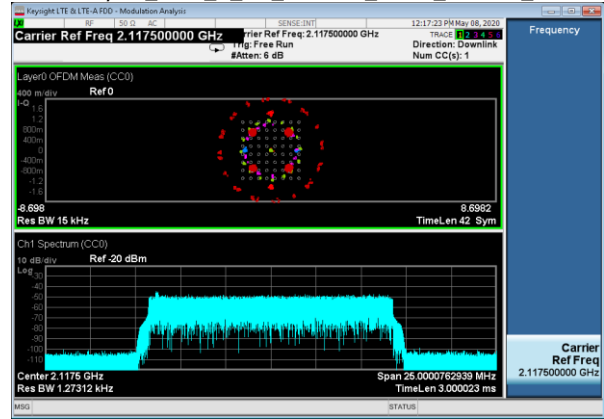 Keysight LTE & LTE-A FDD - Modulation Analysis
RF 50 Ω AC SENSE:INT 12:17:23 PM May 08, 2020
Carrier Ref Freq 2.117500000 GHz
Carrier Ref Freq: 2.117500000 GHz
Trig: Free Run
#Atten: 6 dB
TRACE 1 2 3 4 5 6
Direction: Downlink
Num CC(s): 1
Frequency
Layer0 OFDM Meas (CC0)
400 m/div Ref 0
I-Q
1.6
1.2
800m
400m
0
-400m
-800m
-1.2
-1.6
-8.698 8.6982
Res BW 15 kHz TimeLen 42 Sym
Ch1 Spectrum (CC0)
10 dB/div Ref -20 dBm
Log
-30
-40
-50
-60
-70
-80
-90
-100
-110
Center 2.1175 GHz Span 25.0000762939 MHz
Res BW 1.27312 kHz TimeLen 3.000023 ms
Carrier
Ref Freq
2.117500000 GHz
MSG STATUS